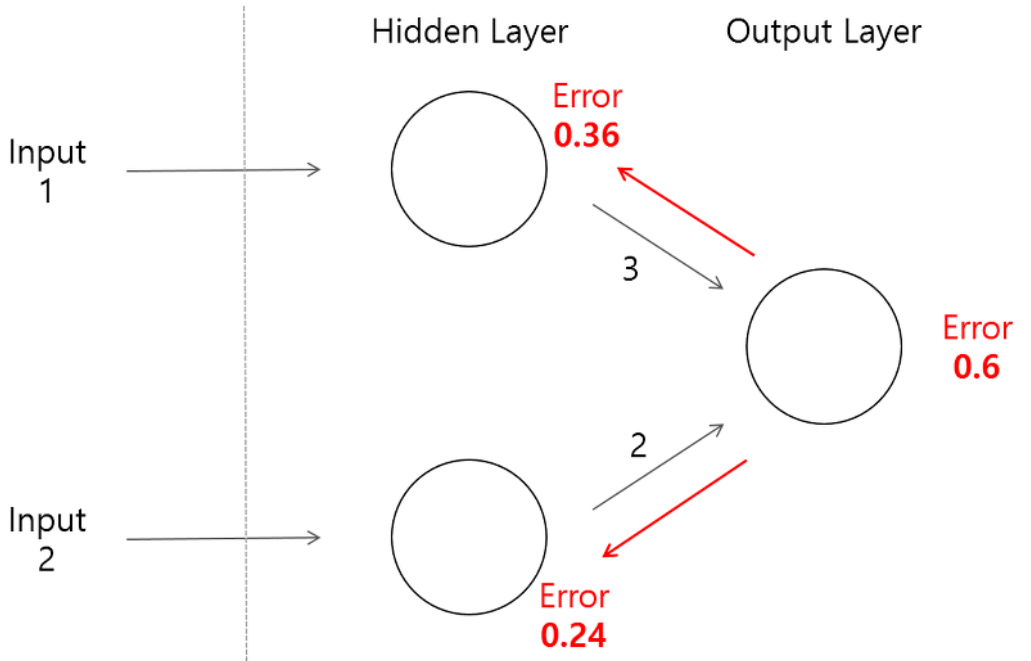 Hidden Layer
Output Layer
Error
0.36
Input
1
3
Error
0.6
2
Input
2
Error
0.24